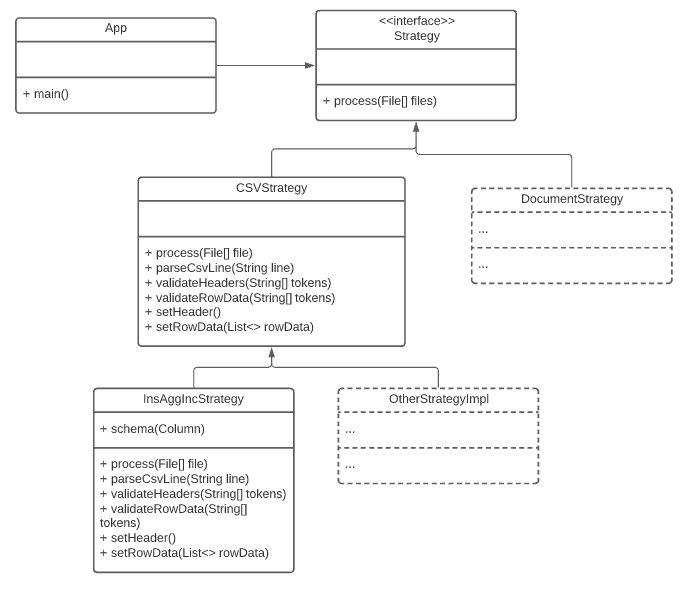 App
+ main()
<<interface>>
Strategy
+ process(File[] files)
CSVStrategy
+ process(File[] file)
+ parseCsvLine(String line)
+ validateHeaders(String[] tokens)
+ validateRowData(String[] tokens)
+ setHeader()
+ setRowData(List<> rowData)
DocumentStrategy
...
...
InsAggIncStrategy
+ schema(Column)
+ process(File[] file)
+ parseCsvLine(String line)
+ validateHeaders(String[] tokens)
+ validateRowData(String[]
tokens)
+ setHeader()
+ setRowData(List<> rowData)
OtherStrategyImpl
...
...